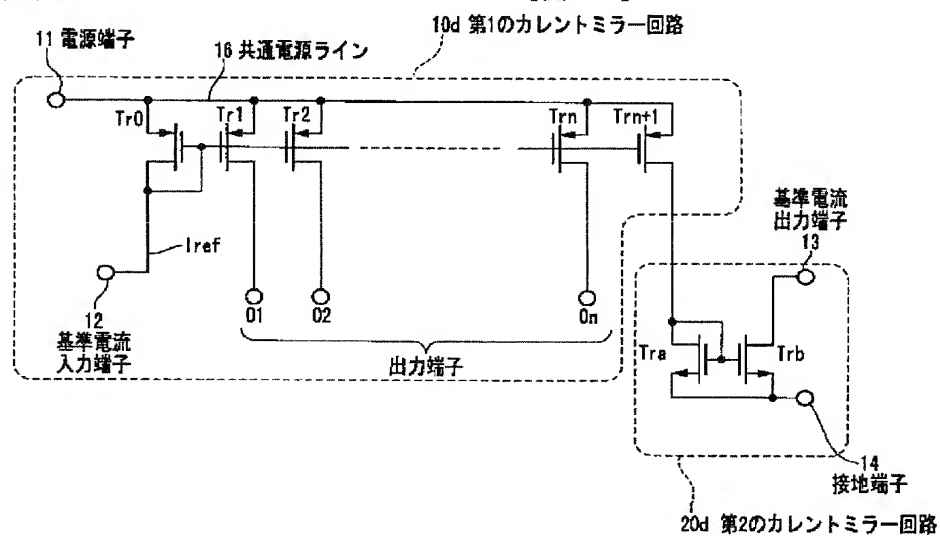 10d 第1のカレントミラー回路
11 電源端子
16 共通電源ライン
Tr0
Tr1
Tr2
Trn
Trn+1
Iref
12
基準電流
入力端子
01
02
0n
出力端子
基準電流
出力端子
13
Tra
Trb
14
接地端子
20d 第2のカレントミラー回路